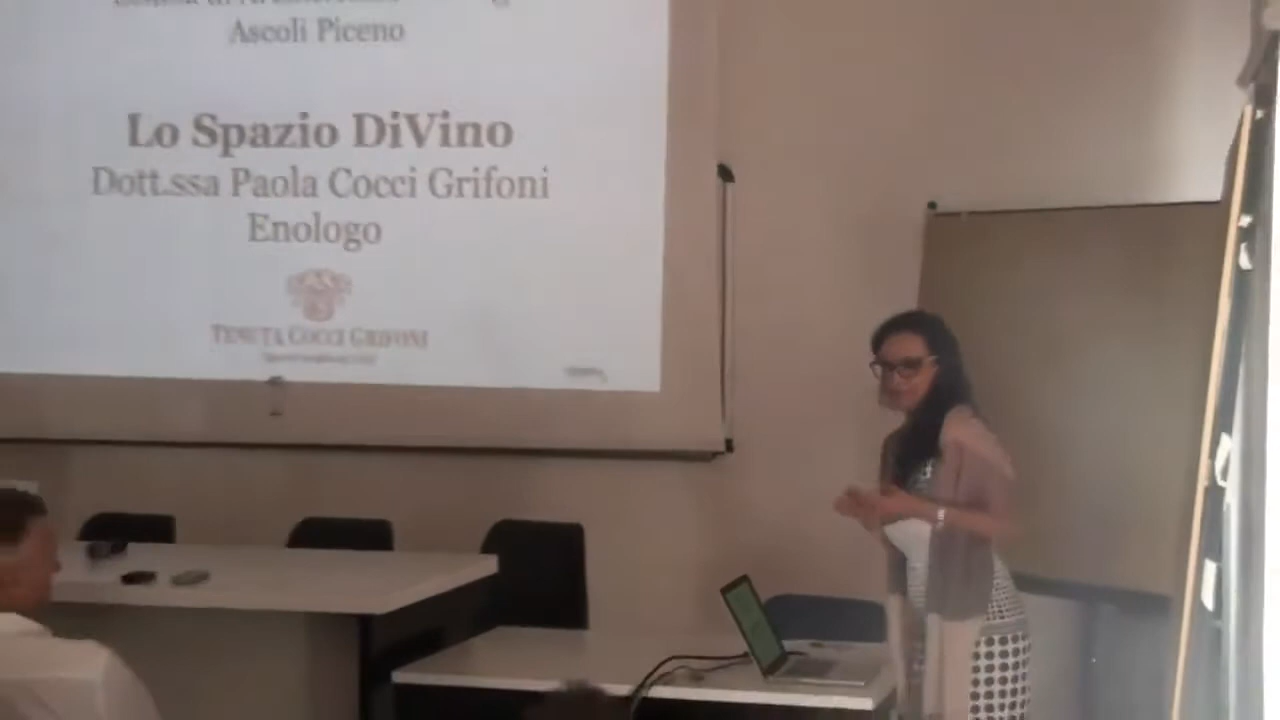 Ascoli Piceno
Lo Spazio DiVino
Dott.ssa Paola Cocci Grifoni
Enologo
TENUTA COCCI GRIFONI